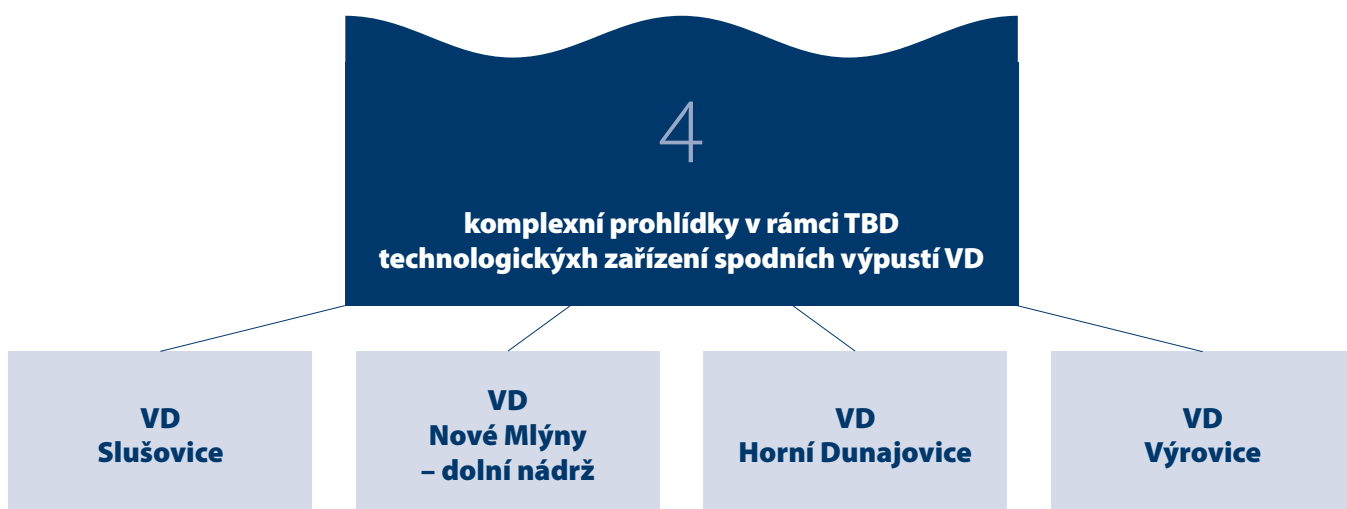 4
komplexní prohlídky v rámci TBD
technologickýxh zařízení spodních výpustí VD
VD
Slušovice
VD
Nové Mlýny
– dolní nádrž
VD
Horní Dunajovice
VD
Výrovice